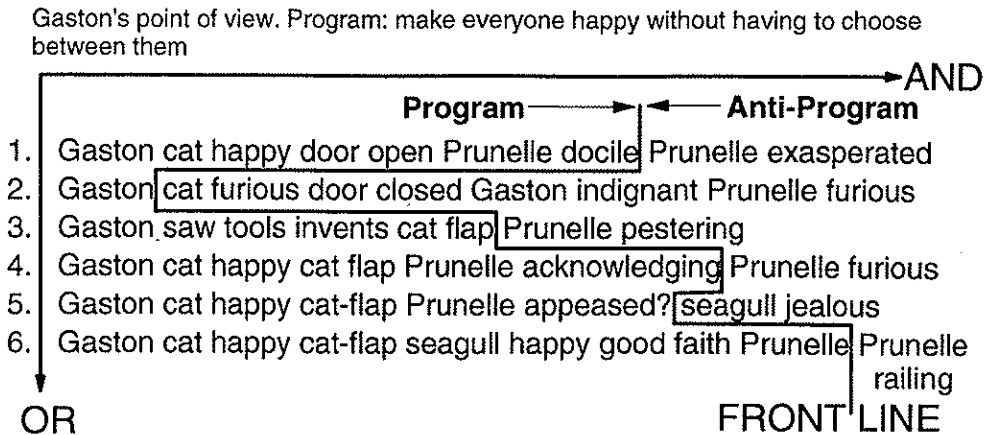 Gaston's point of view. Program: make everyone happy without having to choose
between them
AND
Program Anti-Program
1. Gaston cat happy door open Prunelle docile Prunelle exasperated
2. Gaston cat furious door closed Gaston indignant Prunelle furious
3. Gaston saw tools invents cat flap Prunelle pestering
4. Gaston cat happy cat flap Prunelle acknowledging Prunelle furious
5. Gaston cat happy cat-flap Prunelle appeased? seagull jealous
6. Gaston cat happy cat-flap seagull happy good faith Prunelle Prunelle
railing
OR FRONT LINE